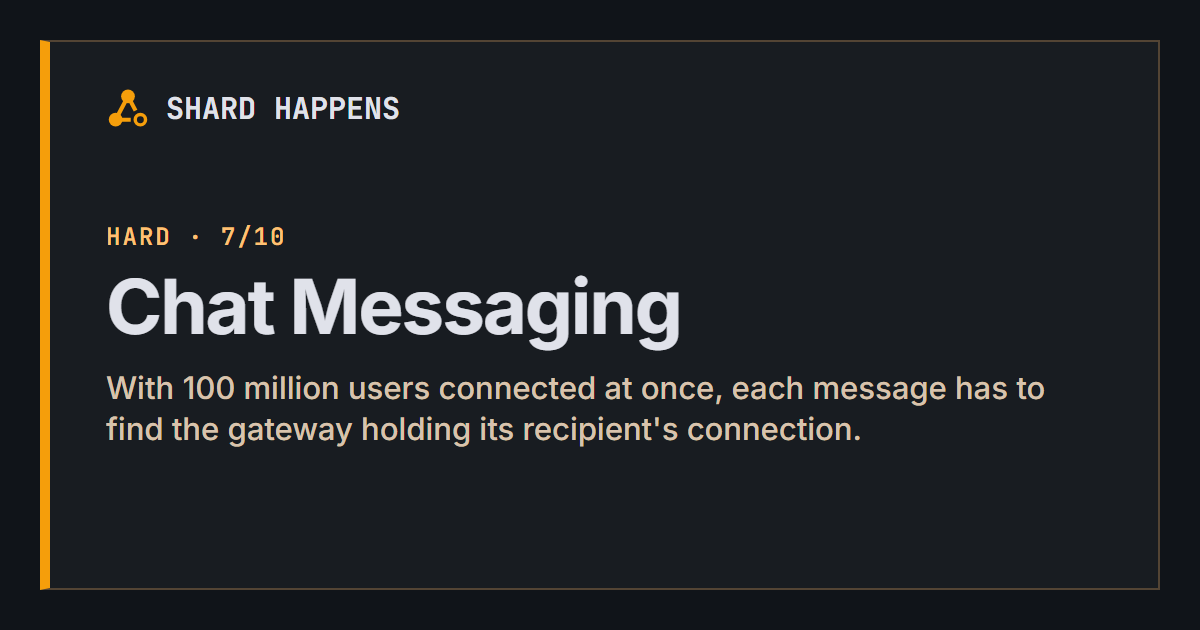 SHARD HAPPENS
HARD · 7/10
Chat Messaging
With 100 million users connected at once, each message has to
find the gateway holding its recipient's connection.